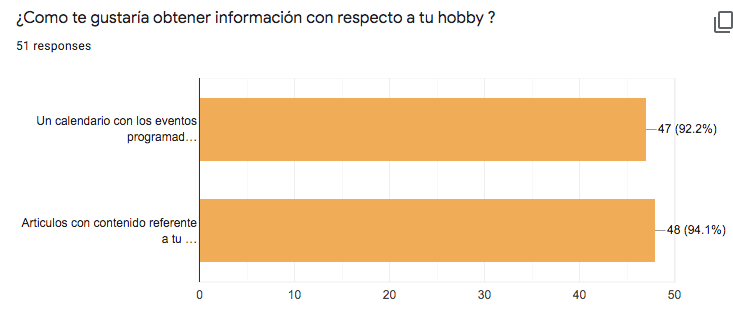 ¿Como te gustaría obtener información con respecto a tu hobby ?
51 responses
Un calendario con los eventos
programad…
47 (92.2%)
Articulos con contenido referente
a tu …
48 (94.1%)
0 10 20 30 40 50